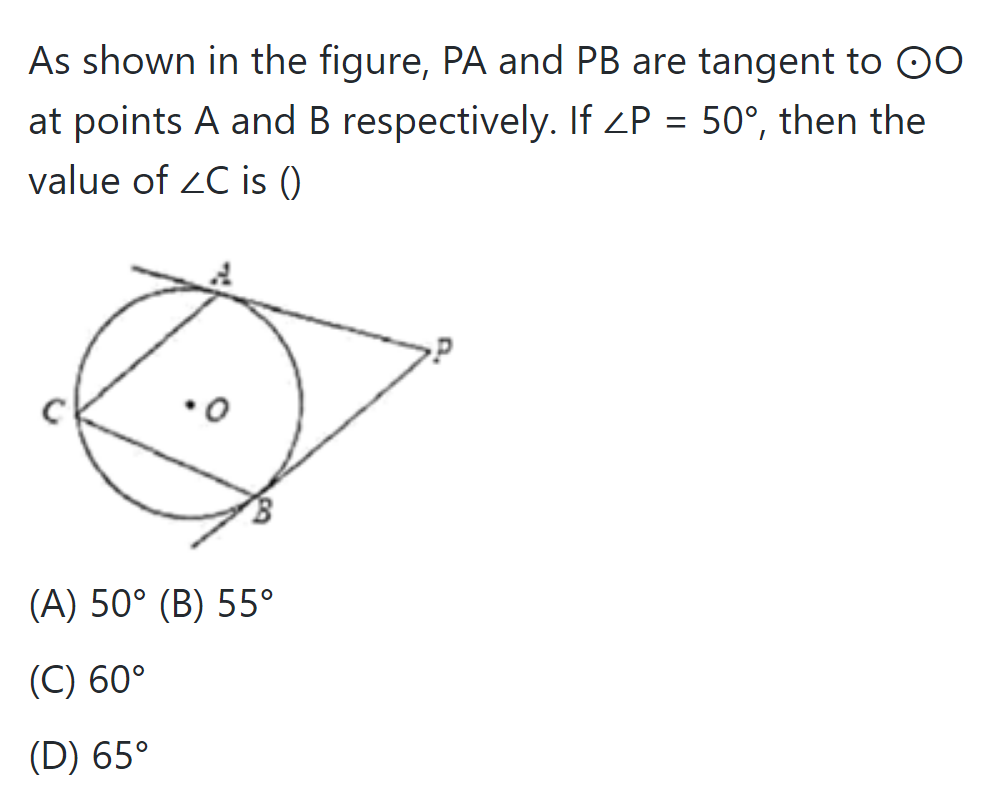 As shown in the figure, PA and PB are tangent to ⊙O
at points A and B respectively. If ∠P = 50°, then the
value of ∠C is ()
A
P
C
O
B
(A) 50° (B) 55°
(C) 60°
(D) 65°